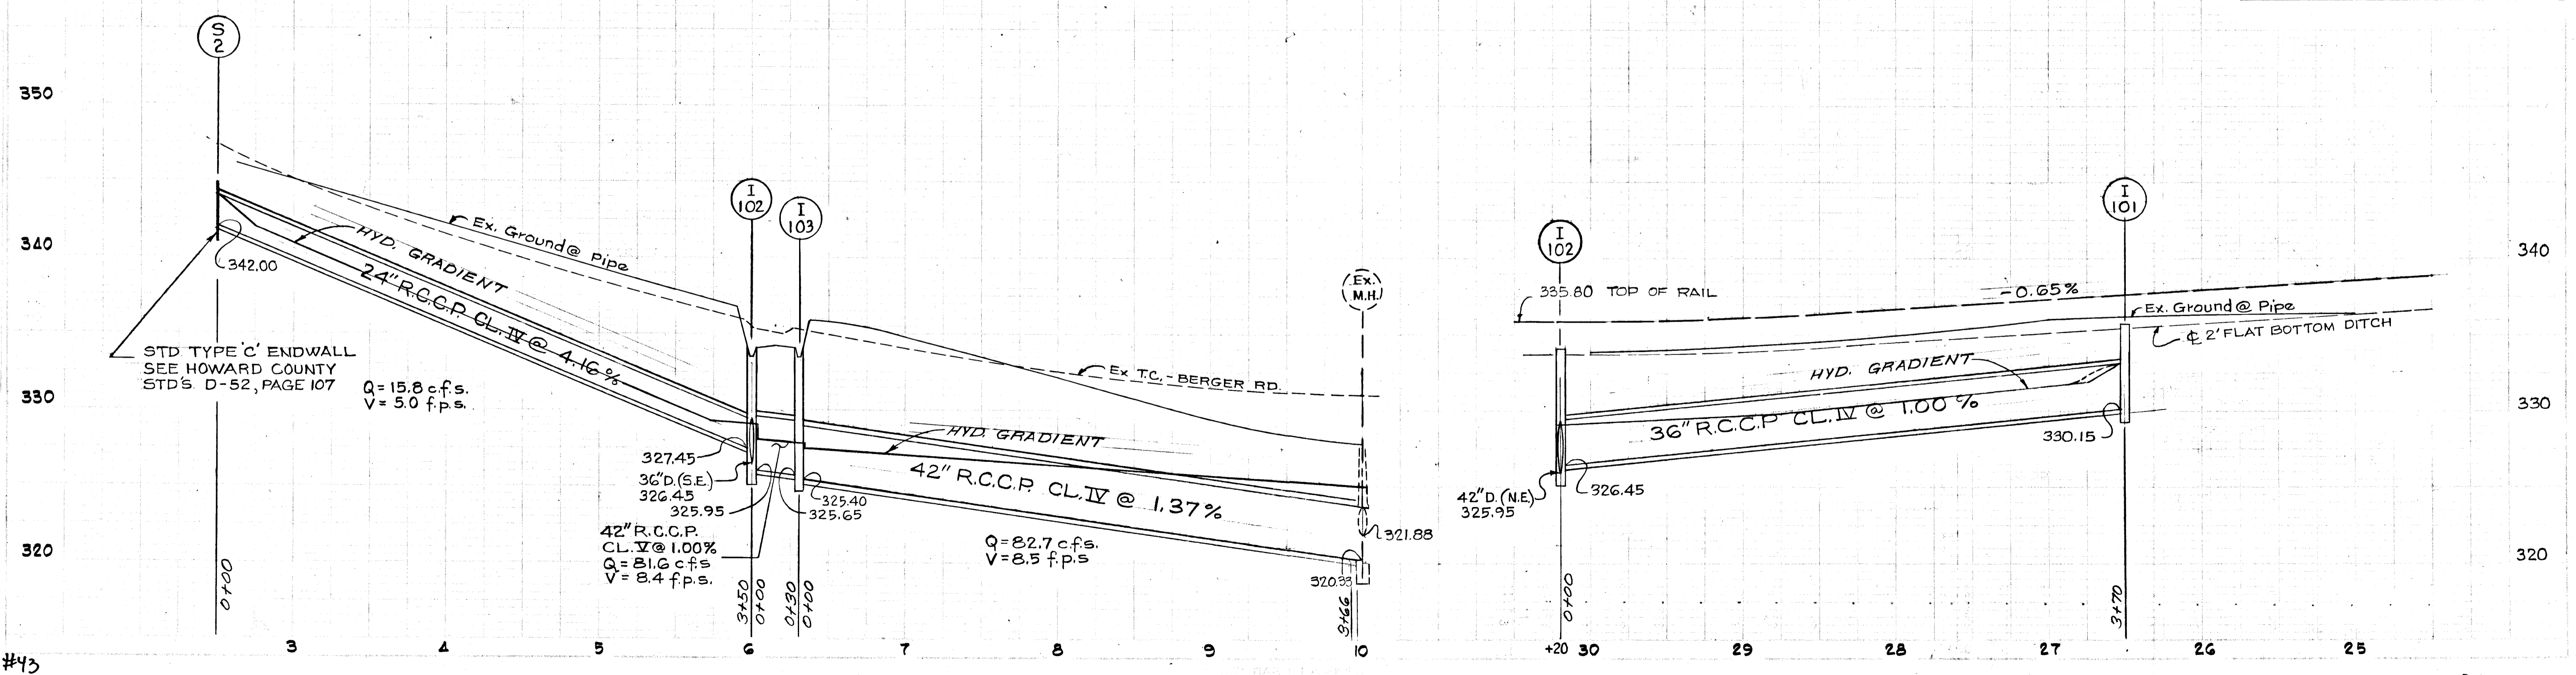 S
2
350
340
330
320
342.00
STD. TYPE 'C' ENDWALL
SEE HOWARD COUNTY
STD'S. D-52, PAGE 107
Q=15.8 c.f.s.
V=5.0 f.p.s.
HYD. GRADIENT
24" R.C.C.P. CL. IV @ 4.16%
Ex. Ground @ Pipe
I
102
I
103
327.45
36" D. (S.E.)
326.45
325.95
325.40
325.65
42" R.C.C.P.
CL. V @ 1.00%
Q=81.6 c.f.s
V=8.4 f.p.s.
HYD. GRADIENT
42" R.C.C.P. CL. IV @ 1.37%
Q=82.7 c.f.s.
V=8.5 f.p.s
Ex T.C.-BERGER RD.
Ex.
M.H.
321.88
320.33
0+00
3+50
0+00
0+30
0+00
3+66
3 4 5 6 7 8 9 10
#43
I
102
I
101
335.80 TOP OF RAIL
-0.65%
Ex. Ground @ Pipe
℄ 2' FLAT BOTTOM DITCH
HYD. GRADIENT
36" R.C.C.P. CL. IV @ 1.00%
330.15
42" D. (N.E.)
325.95
326.45
340
330
320
0+00
3+70
+20 30 29 28 27 26 25